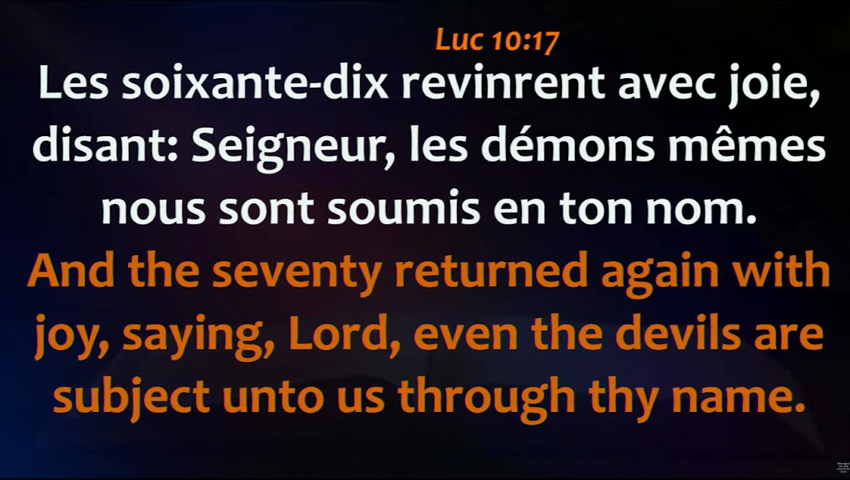 Luc 10:17
Les soixante-dix revinrent avec joie,
disant: Seigneur, les démons mêmes
nous sont soumis en ton nom.
And the seventy returned again with
joy, saying, Lord, even the devils are
subject unto us through thy name.